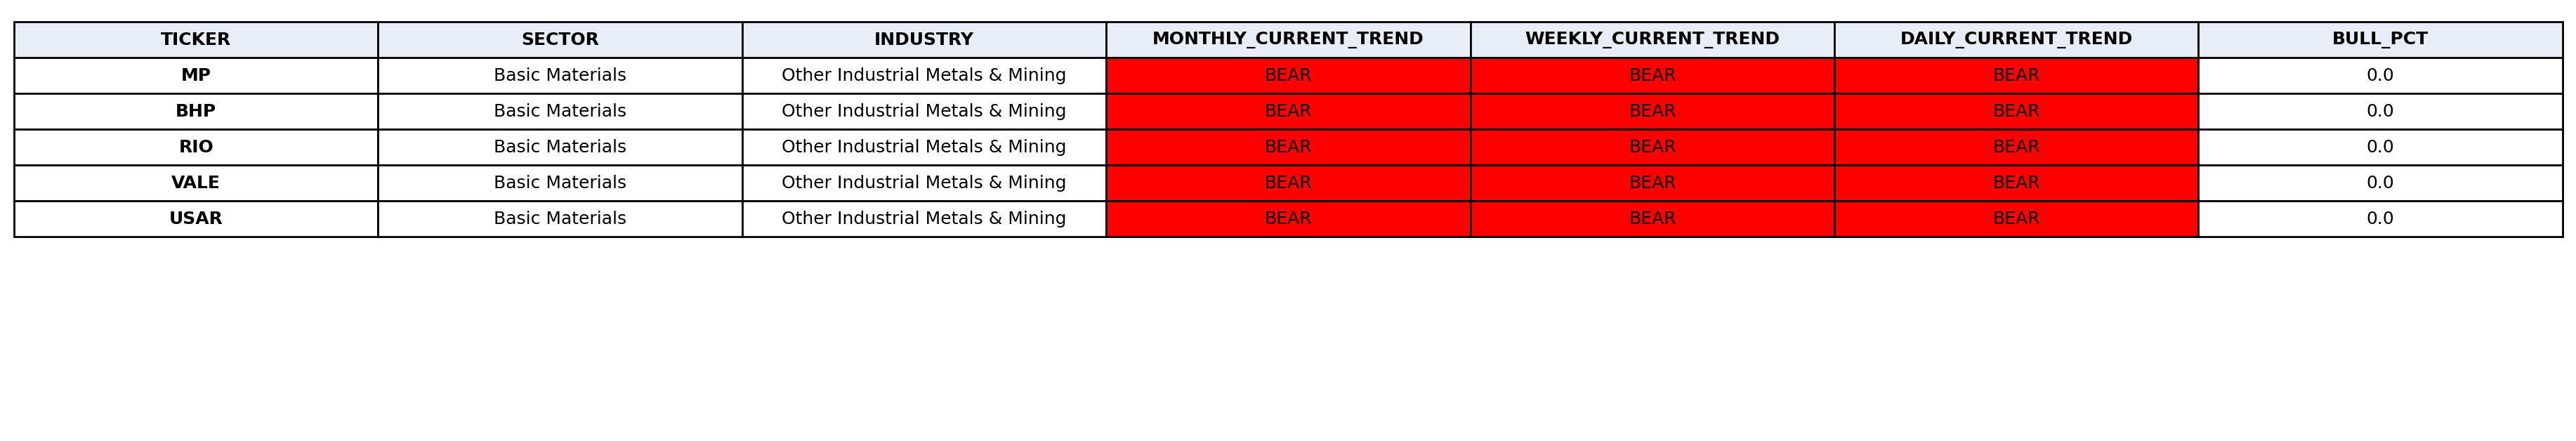 TICKER SECTOR INDUSTRY MONTHLY_CURRENT_TREND WEEKLY_CURRENT_TREND DAILY_CURRENT_TREND BULL_PCT
MP Basic Materials Other Industrial Metals & Mining BEAR BEAR BEAR 0.0
BHP Basic Materials Other Industrial Metals & Mining BEAR BEAR BEAR 0.0
RIO Basic Materials Other Industrial Metals & Mining BEAR BEAR BEAR 0.0
VALE Basic Materials Other Industrial Metals & Mining BEAR BEAR BEAR 0.0
USAR Basic Materials Other Industrial Metals & Mining BEAR BEAR BEAR 0.0